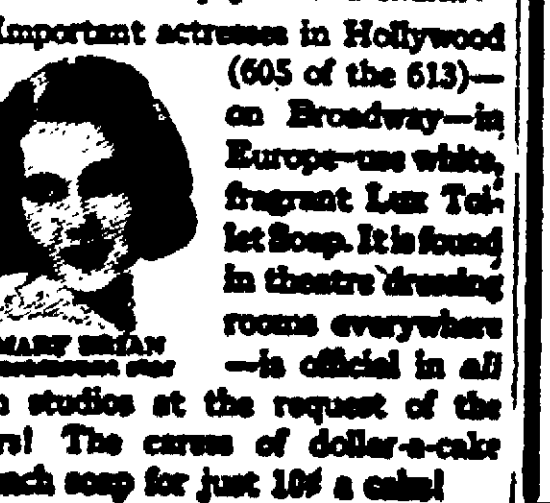 Important actresses in Hollywood
(605 of the 613)—
on Broadway—in
Europe—use white,
fragrant Lux Toi-
let Soap. It is found
in theatre dressing
rooms everywhere
—is official in all
MARY BRIAN
studios at the request of the
The caress of dollar-a-cake
soap for just 10¢ a cake!